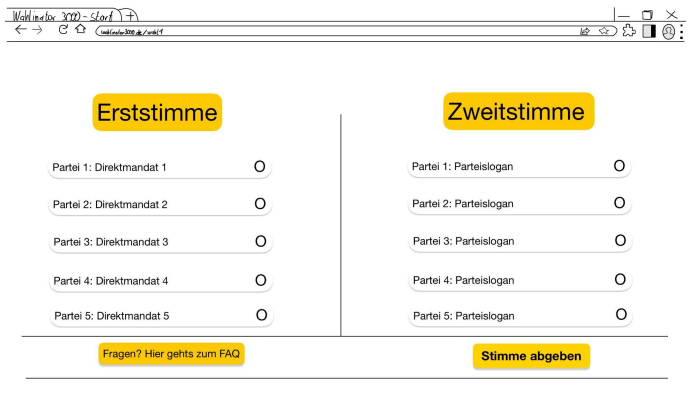 Wahlinator 3000 - Start
wahlinator3000.de/wahl1
Erststimme
Partei 1: Direktmandat 1 O
Partei 2: Direktmandat 2 O
Partei 3: Direktmandat 3 O
Partei 4: Direktmandat 4 O
Partei 5: Direktmandat 5 O
Zweitstimme
Partei 1: Parteislogan O
Partei 2: Parteislogan O
Partei 3: Parteislogan O
Partei 4: Parteislogan O
Partei 5: Parteislogan O
Fragen? Hier gehts zum FAQ
Stimme abgeben